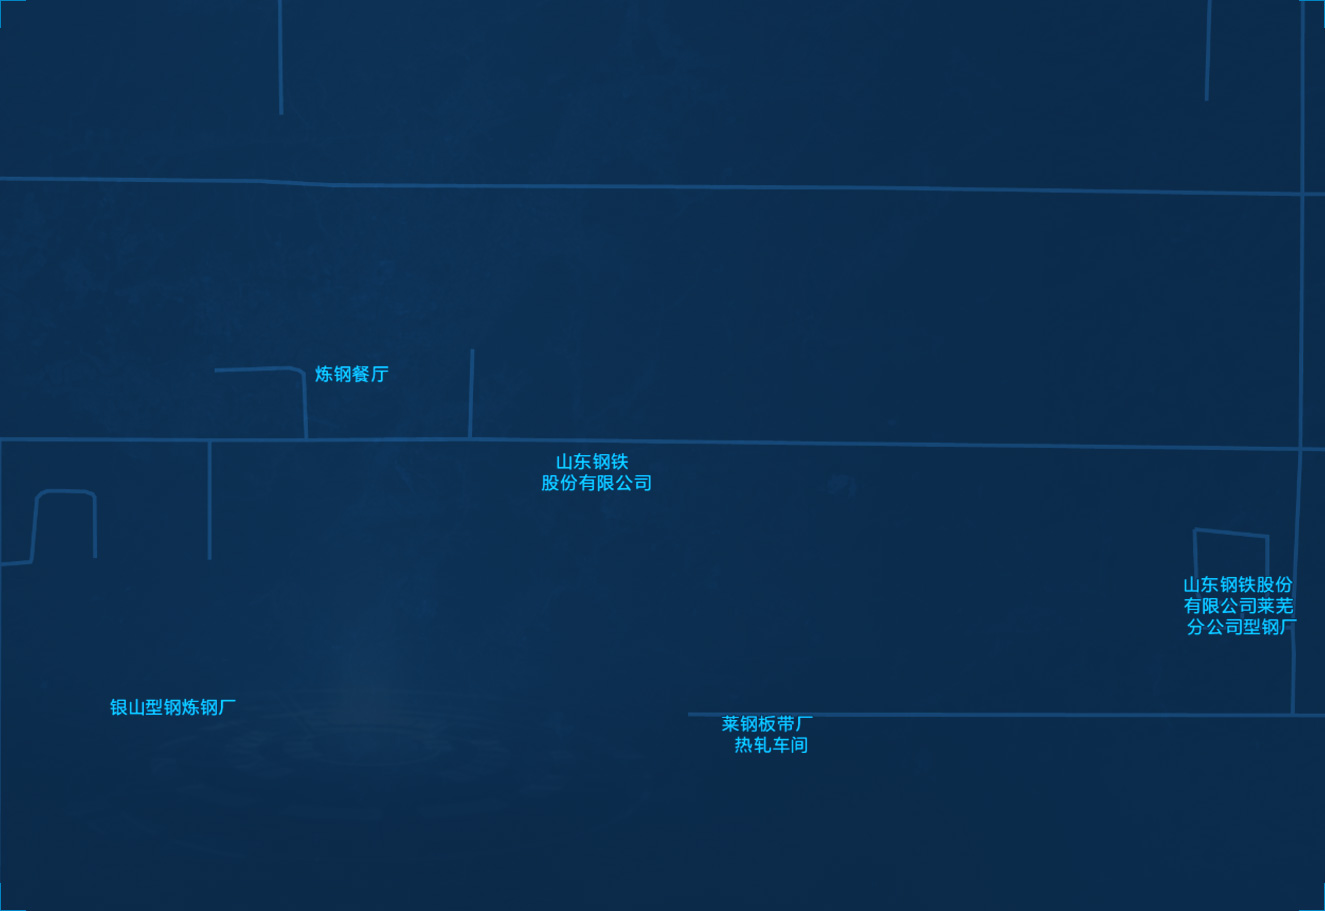 炼钢餐厅
山东钢铁
股份有限公司
山东钢铁股份
有限公司莱芜
分公司型钢厂
银山型钢炼钢厂
莱钢板带厂
热轧车间